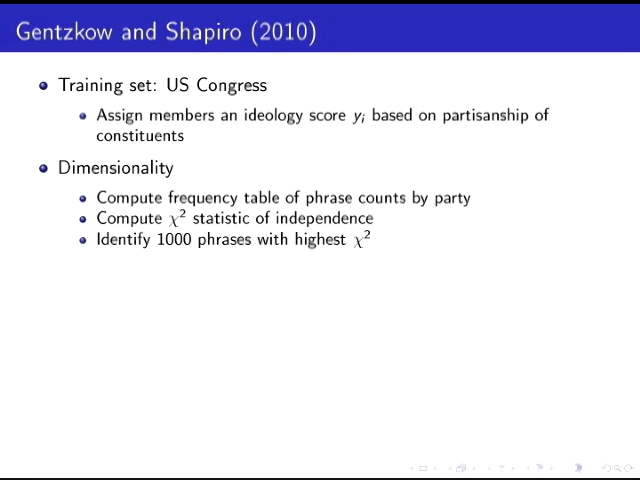 Gentzkow and Shapiro (2010)
Training set: US Congress
Assign members an ideology score yᵢ based on partisanship of
constituents
Dimensionality
Compute frequency table of phrase counts by party
Compute χ² statistic of independence
Identify 1000 phrases with highest χ²